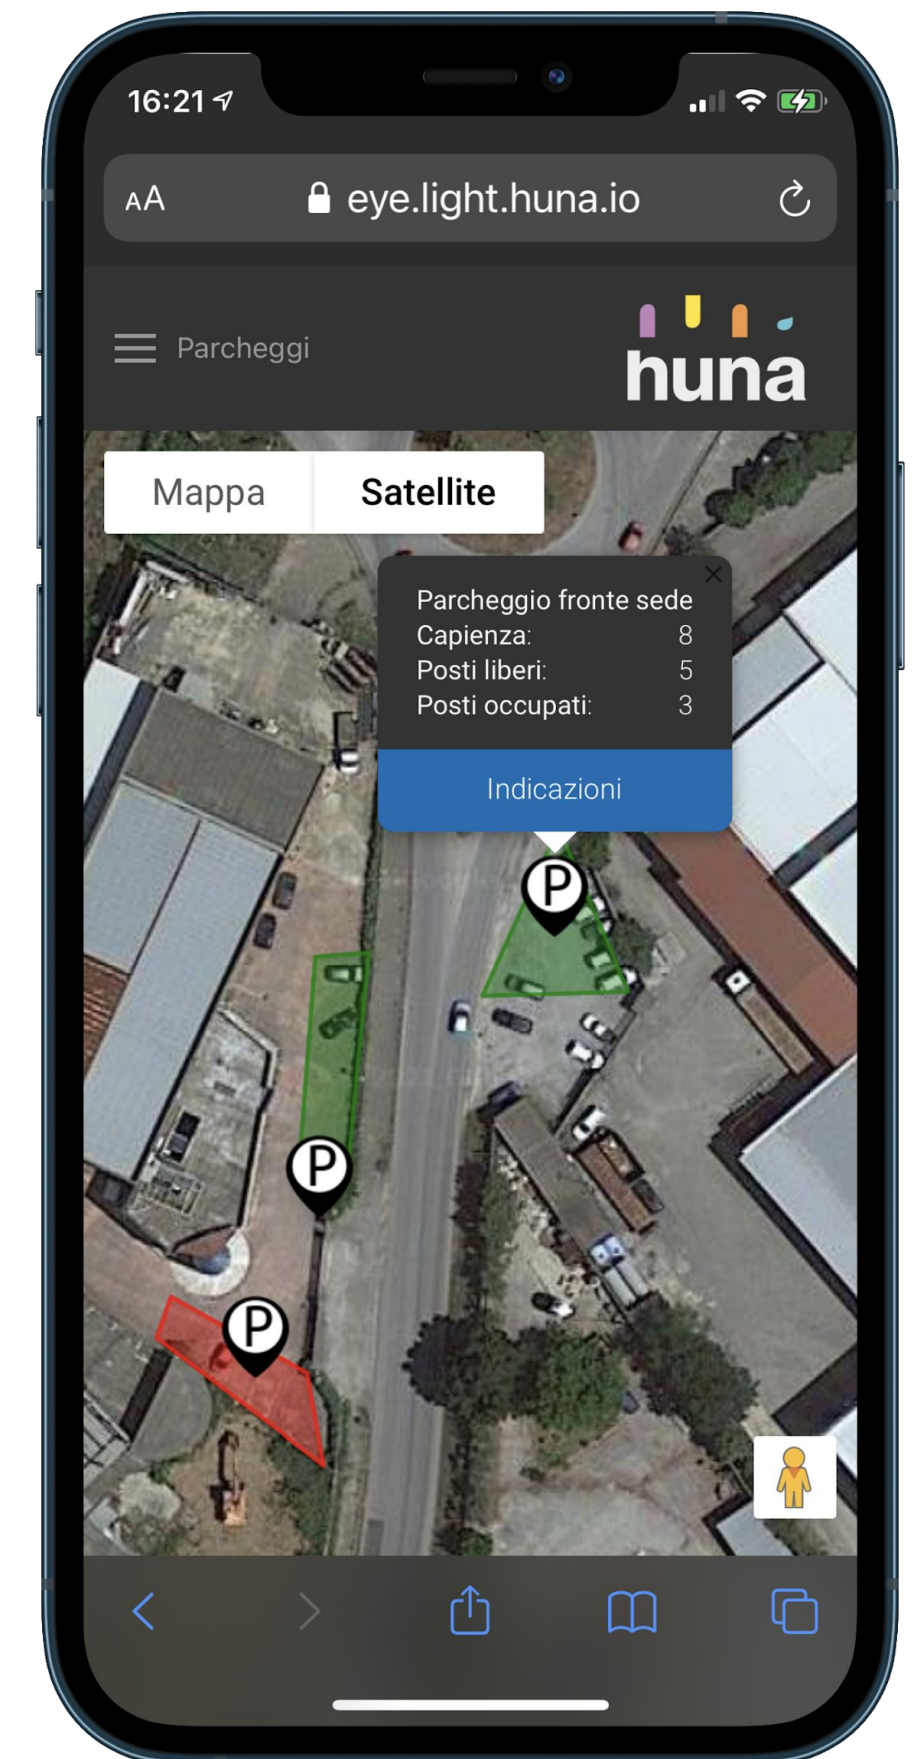 16:21
AA
eye.light.huna.io
Parcheggi
huna
Mappa
Satellite
Parcheggio fronte sede
Capienza: 8
Posti liberi: 5
Posti occupati: 3
Indicazioni
P
P
P